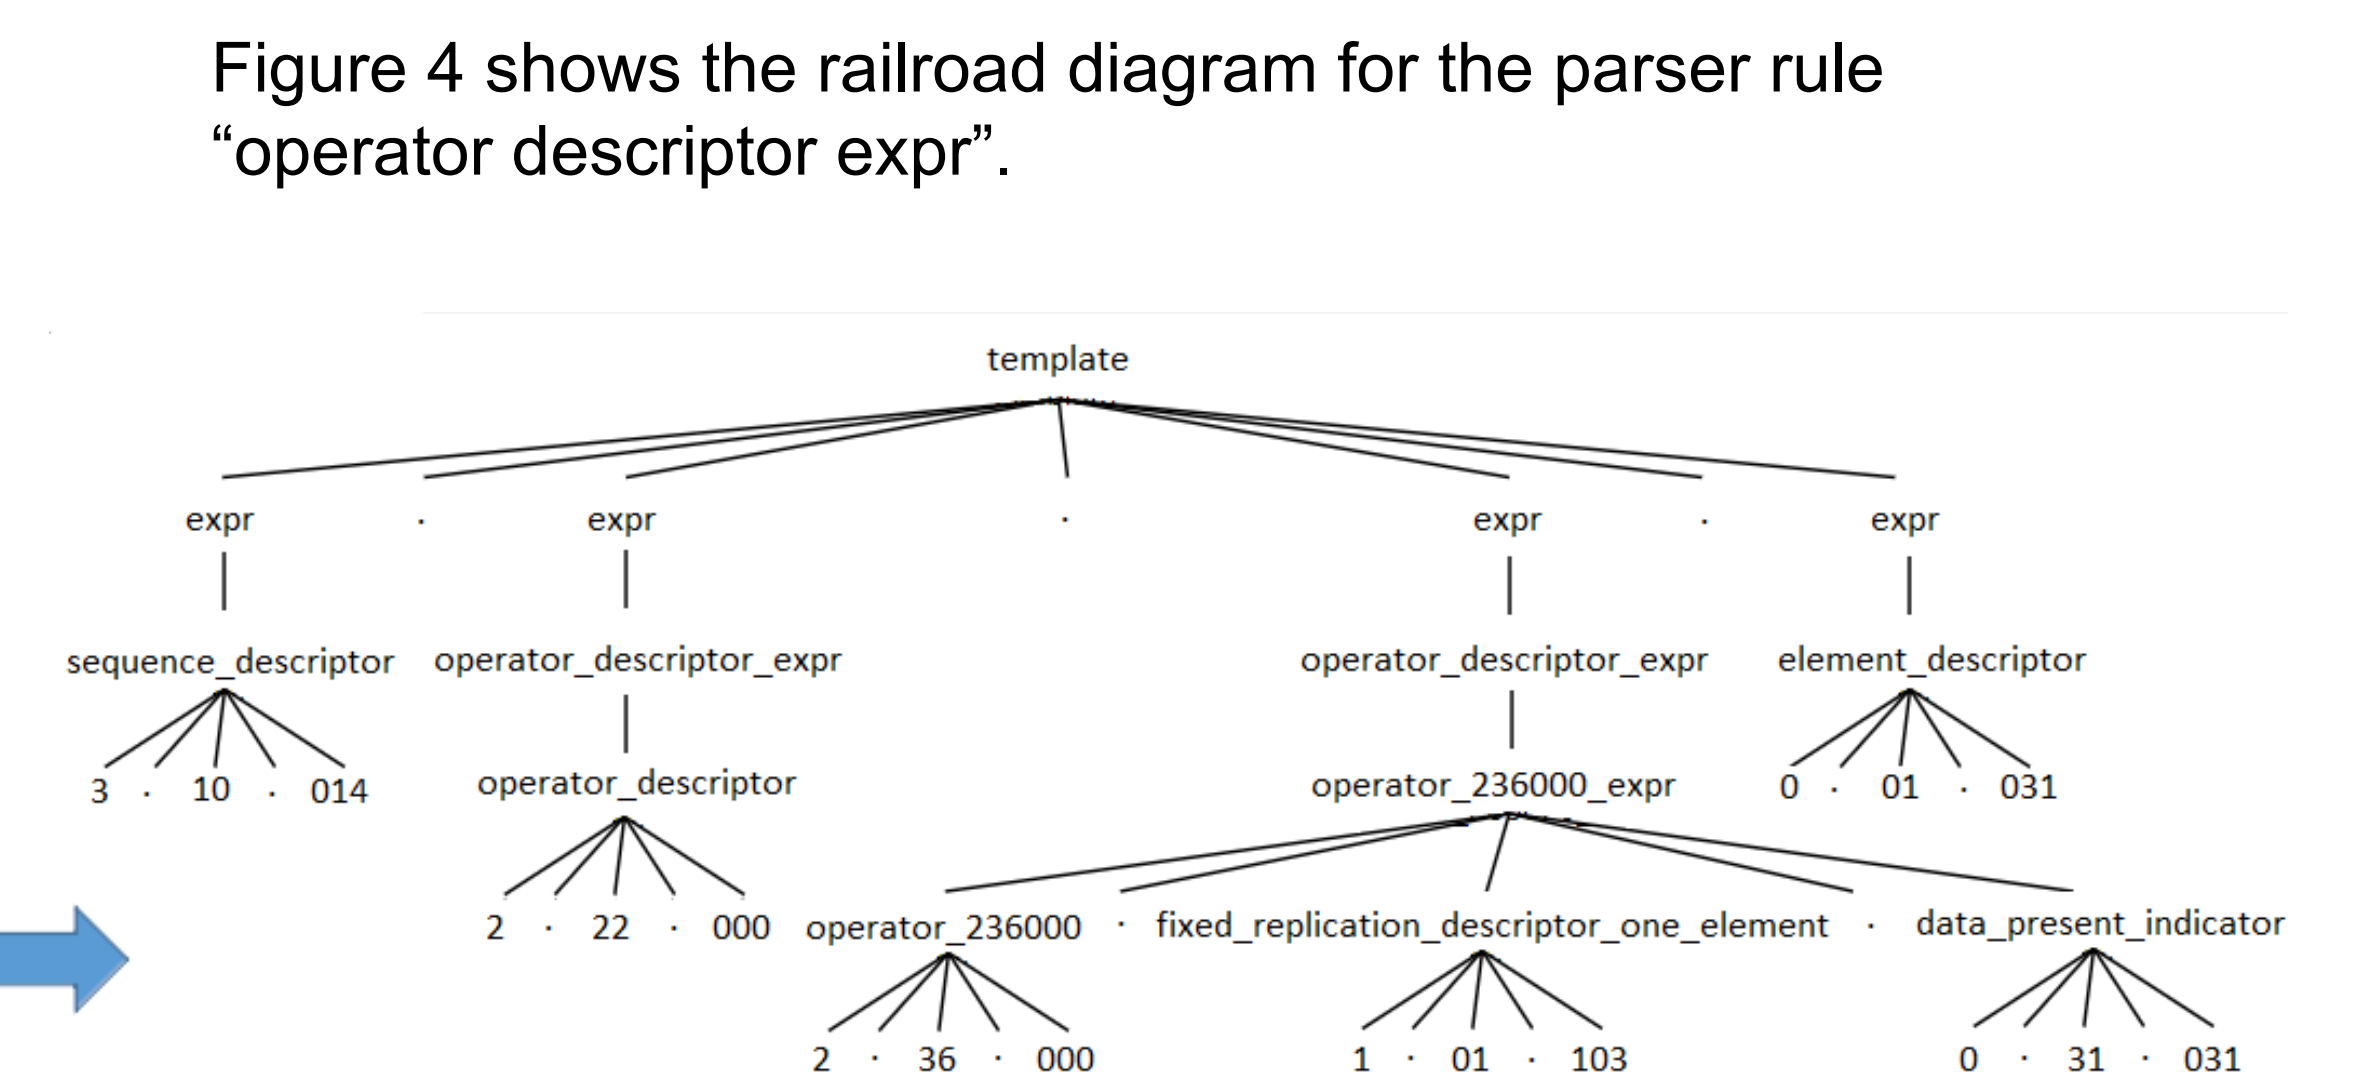 Figure 4 shows the railroad diagram for the parser rule
“operator descriptor expr”.
template
expr · expr · expr · expr
sequence_descriptor operator_descriptor_expr operator_descriptor_expr element_descriptor
3 · 10 · 014 operator_descriptor operator_236000_expr 0 · 01 · 031
2 · 22 · 000 operator_236000 · fixed_replication_descriptor_one_element · data_present_indicator
2 · 36 · 000 1 · 01 · 103 0 · 31 · 031